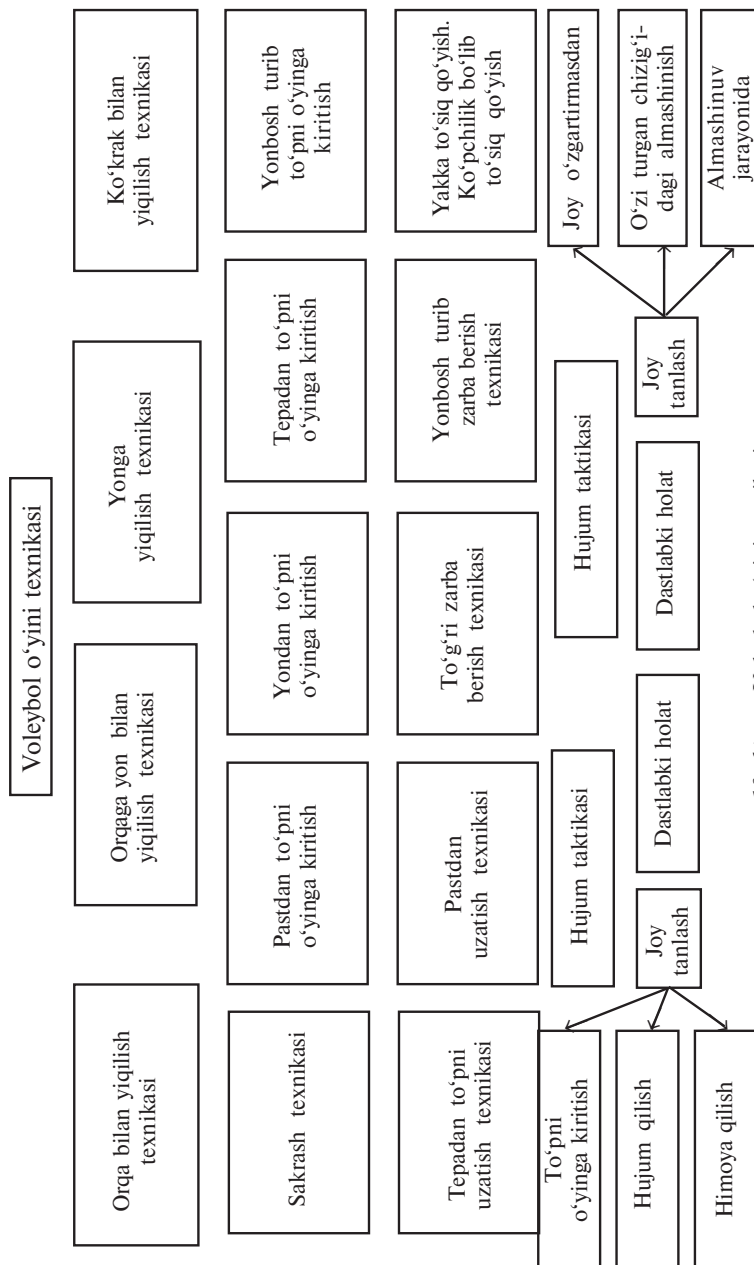 Voleybol o‘yini texnikasi
Orqa bilan yiqilish
texnikasi
Orqaga yon bilan
yiqilish texnikasi
Yonga
yiqilish texnikasi
Ko‘krak bilan
yiqilish texnikasi
Sakrash texnikasi
Pastdan to‘pni
o‘yinga kiritish
Yondan to‘pni
o‘yinga kiritish
Tepadan to‘pni
o‘yinga kiritish
Yonbosh turib
to‘pni o‘yinga
kiritish
Tepadan to‘pni
uzatish texnikasi
Pastdan
uzatish texnikasi
To‘g‘ri zarba
berish texnikasi
Yonbosh turib
zarba berish
texnikasi
Yakka to‘siq qo‘yish.
Ko‘pchilik bo‘lib
to‘siq qo‘yish
Hujum taktikasi
Hujum taktikasi
To‘pni
o‘yinga kiritish
Hujum qilish
Himoya qilish
Joy
tanlash
Dastlabki holat
Dastlabki holat
Joy
tanlash
Joy o‘zgartirmasdan
O‘zi turgan chizig‘i-
dagi almashinish
Almashinuv
jarayonida